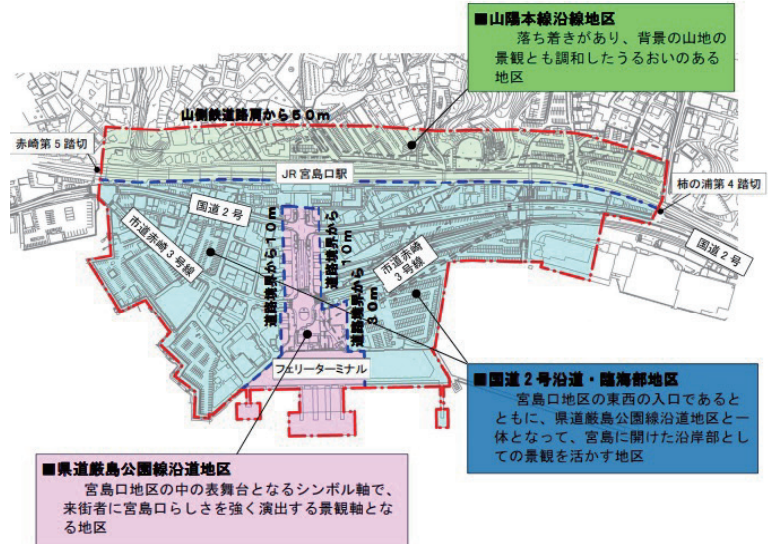 ■山陽本線沿線地区
落ち着きがあり、背景の山地の
景観とも調和したうるおいのある
地区
山側鉄道路肩から５０ｍ
赤崎第５踏切
JR 宮島口駅
柿の浦第４踏切
国道２号
市道赤崎３号線
道路境界から１０ｍ
道路境界から１０ｍ
市道赤崎
３号線
国道２号
道路境界から
３０ｍ
フェリーターミナル
■国道２号沿道・臨海部地区
宮島口地区の東西の入口であると
ともに、県道厳島公園線沿道地区と一
体となって、宮島に開けた沿岸部とし
ての景観を活かす地区
■県道厳島公園線沿道地区
宮島口地区の中の表舞台となるシンボル軸で、
来街者に宮島口らしさを強く演出する景観軸とな
る地区